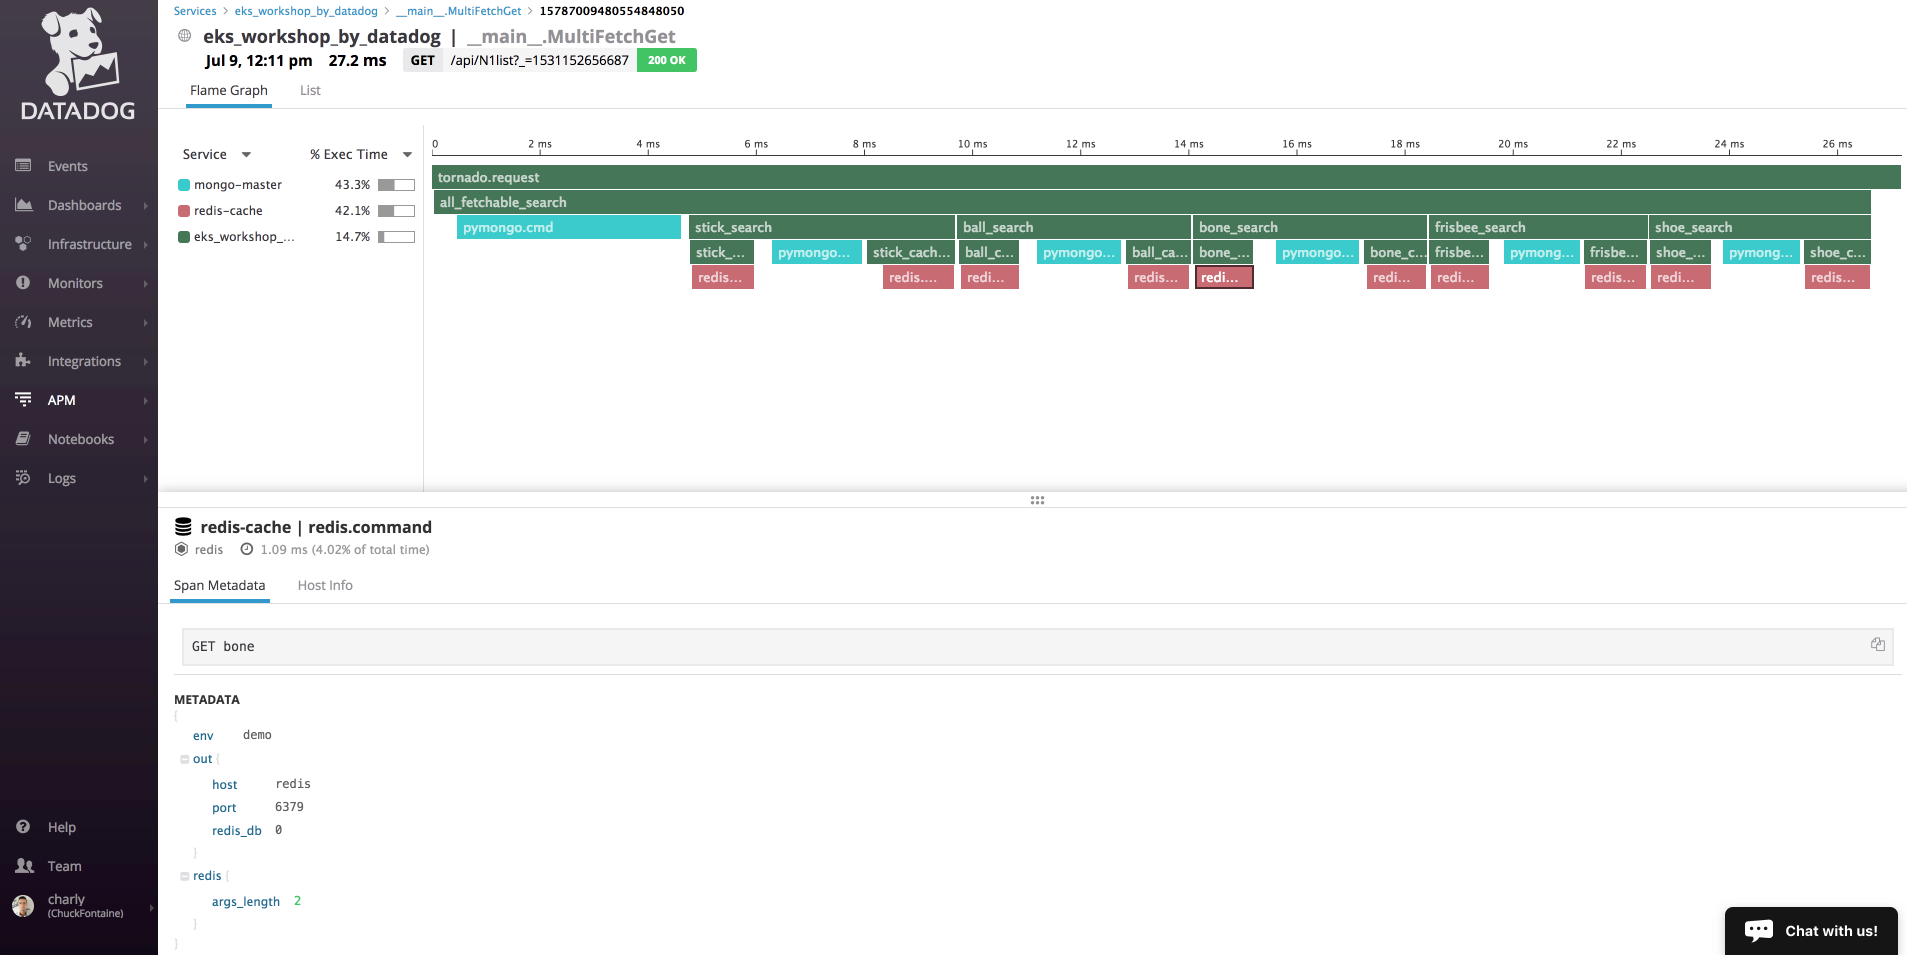 Services > eks_workshop_by_datadog > __main__.MultiFetchGet > 15787009480554848050
eks_workshop_by_datadog | __main__.MultiFetchGet
Jul 9, 12:11 pm 27.2 ms GET /api/N1list?_=1531152656687 200 OK
Flame Graph List
DATADOG
Events
Dashboards
Infrastructure
Monitors
Metrics
Integrations
APM
Notebooks
Logs
Help
Team
charly
(ChuckFontaine)
Service % Exec Time
mongo-master 43.3%
redis-cache 42.1%
eks_workshop_... 14.7%
0 2 ms 4 ms 6 ms 8 ms 10 ms 12 ms 14 ms 16 ms 18 ms 20 ms 22 ms 24 ms 26 ms
tornado.request
all_fetchable_search
pymongo.cmd stick_search ball_search bone_search frisbee_search shoe_search
stick_... pymongo... stick_cach... ball_c... pymongo... ball_ca... bone_... pymongo... bone_c... frisbe... pymong... frisbe... shoe_... pymong... shoe_c...
redis... redis.... redi... redis... redi... redi... redi... redis... redi... redis...
redis-cache | redis.command
redis 1.09 ms (4.02% of total time)
Span Metadata Host Info
GET bone
METADATA
{
env demo
out {
host redis
port 6379
redis_db 0
}
redis {
args_length 2
}
}
Chat with us!